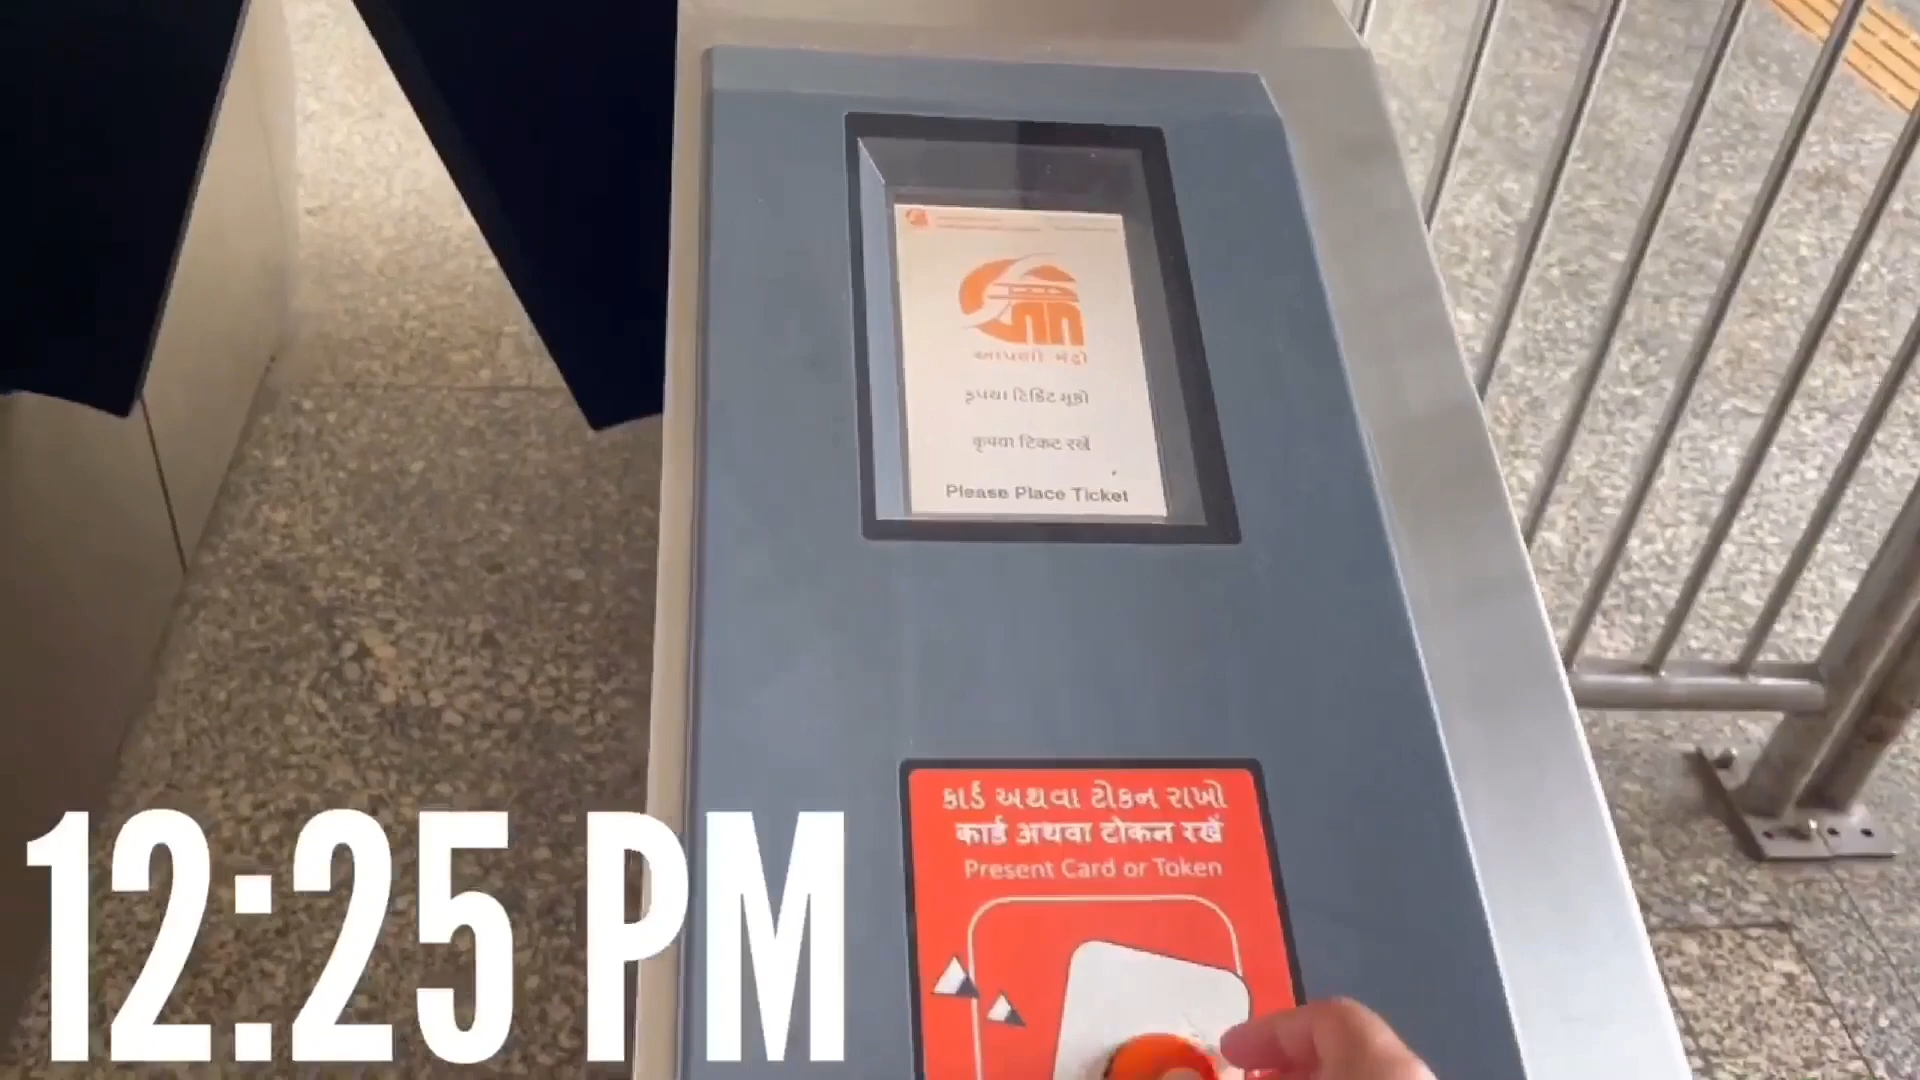 આપણી મેટ્રો
કૃપયા ટિકિટ મૂકો
कृपया टिकट रखें
Please Place Ticket
કાર્ડ અથવા ટોકન રાખો
कार्ड अथवा टोकन रखें
Present Card or Token
12:25 PM